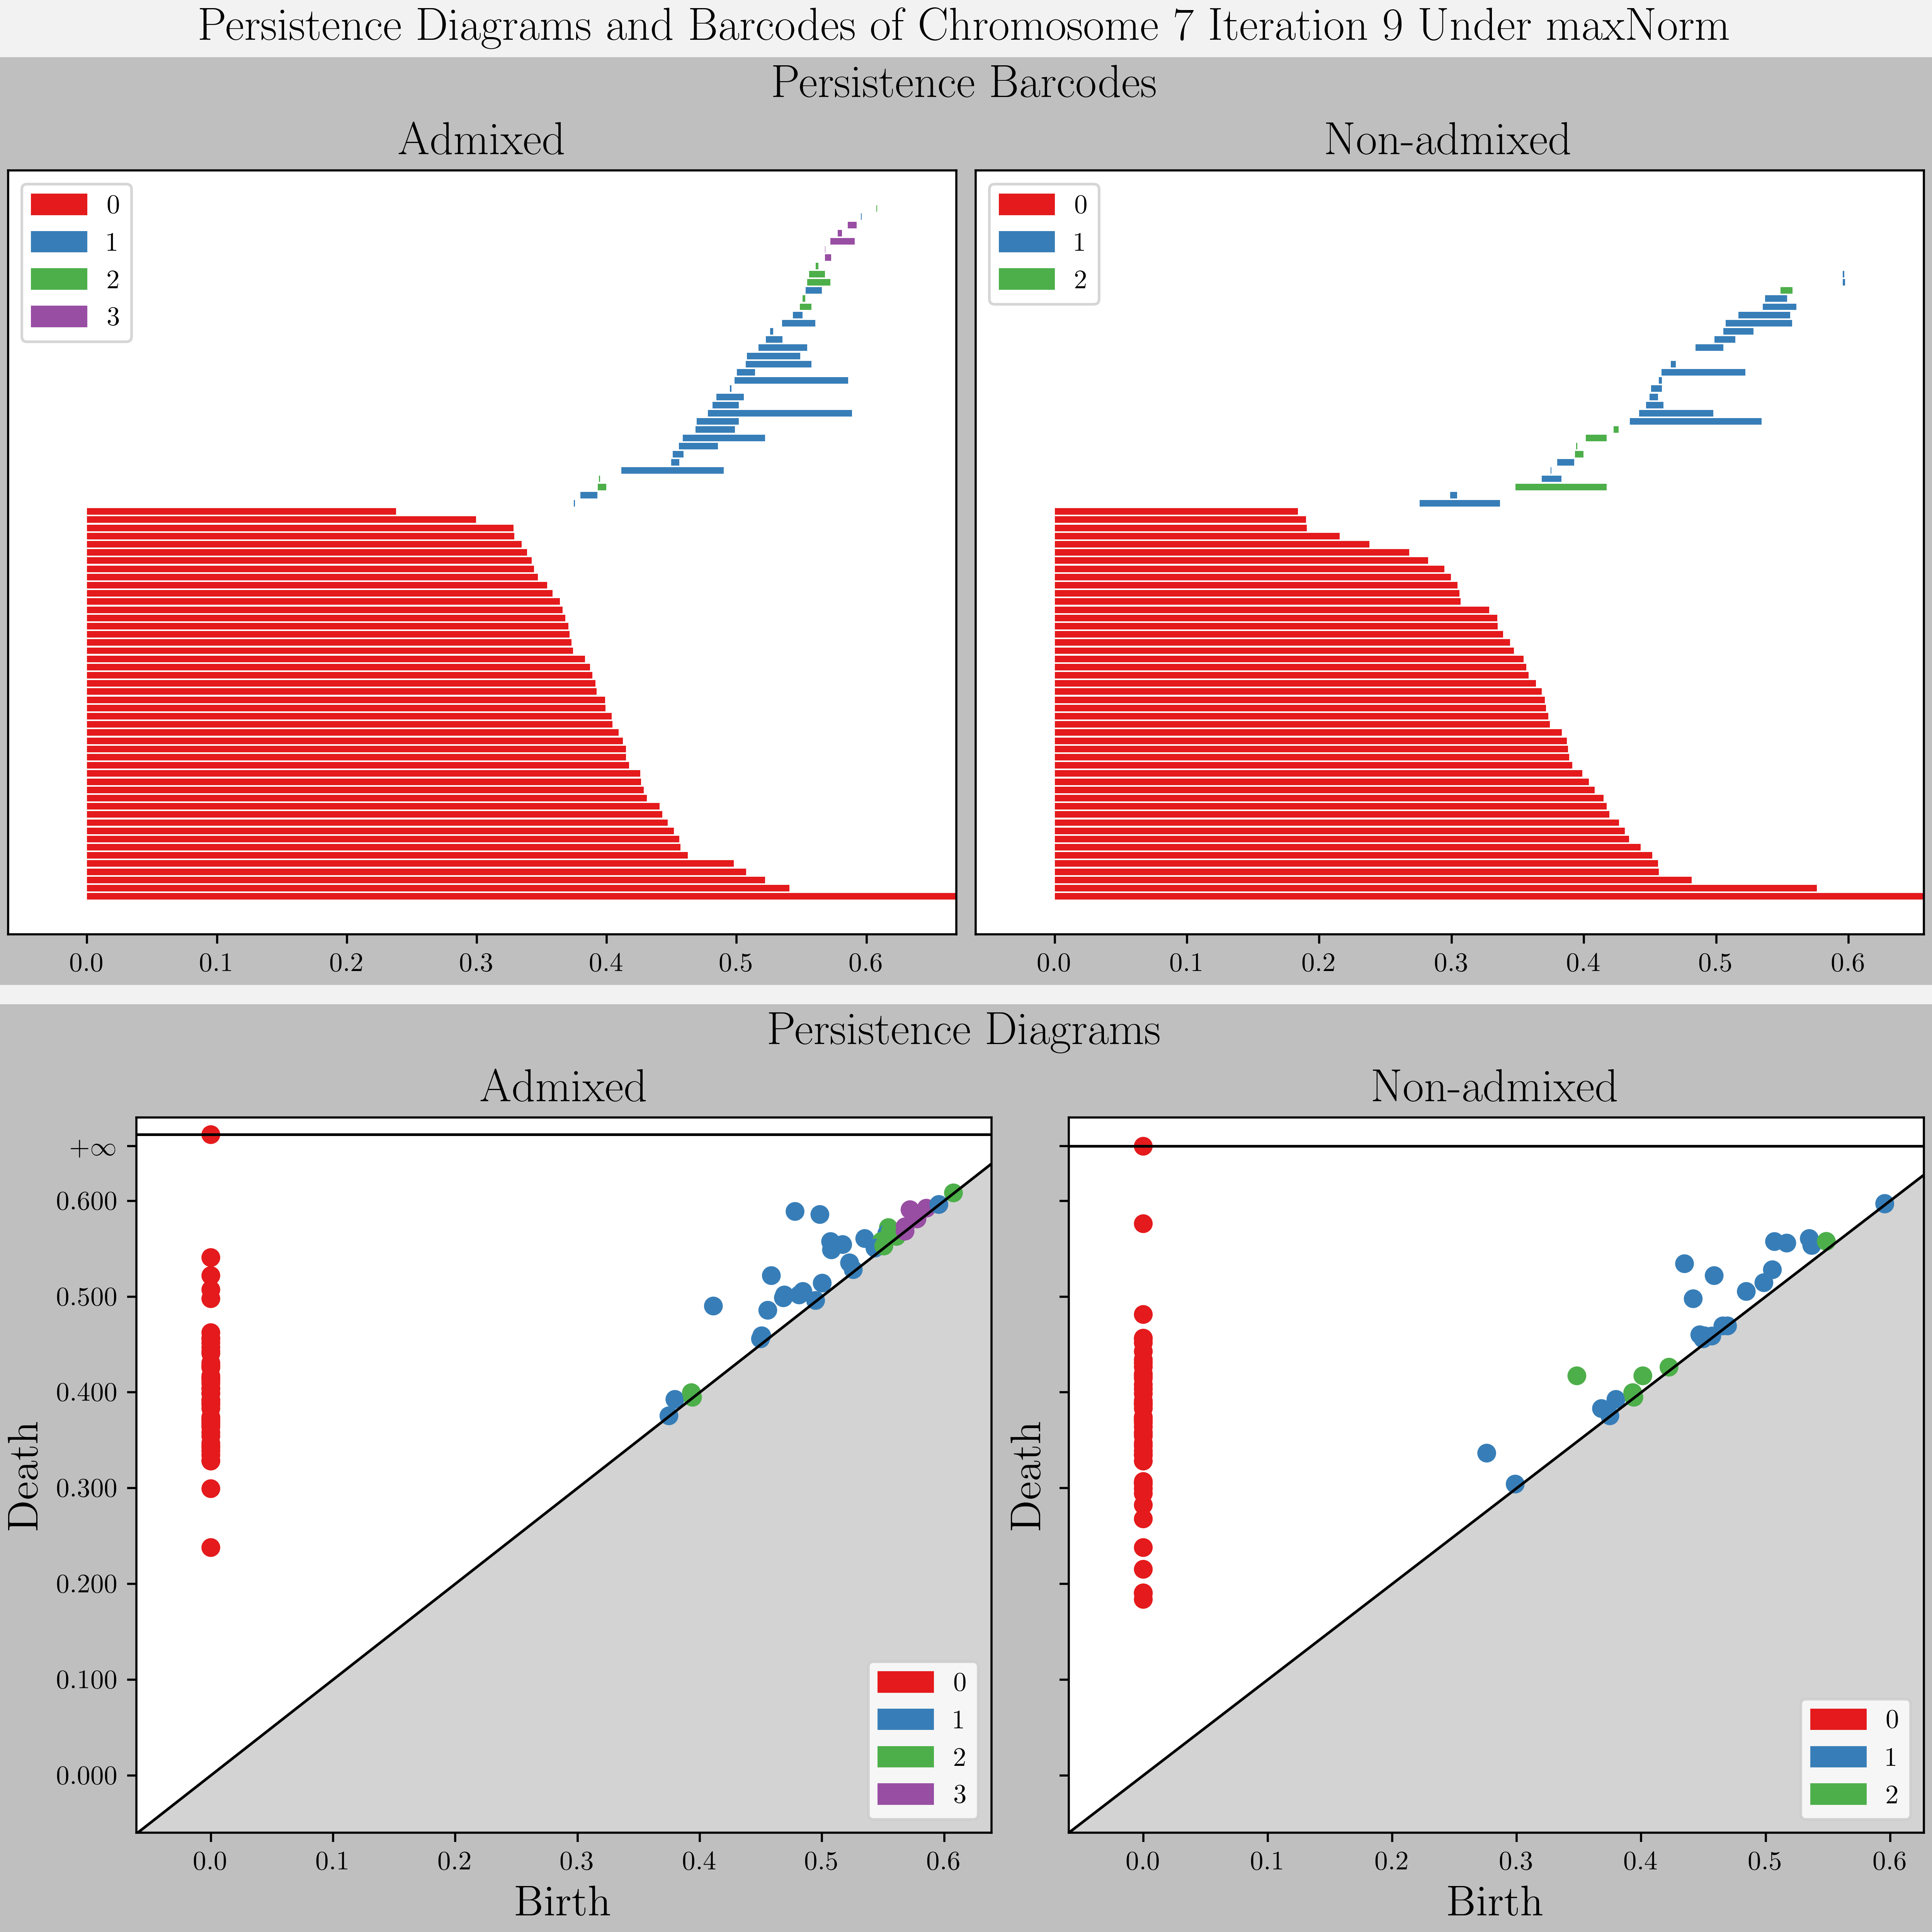 Persistence Diagrams and Barcodes of Chromosome 7 Iteration 9 Under maxNorm
Persistence Barcodes
Admixed
Non-admixed
0
1
2
3
0
1
2
0.0 0.1 0.2 0.3 0.4 0.5 0.6
0.0 0.1 0.2 0.3 0.4 0.5 0.6
Persistence Diagrams
Admixed
Non-admixed
+∞
0.600
0.500
0.400
0.300
0.200
0.100
0.000
Death
0
1
2
3
0.0 0.1 0.2 0.3 0.4 0.5 0.6
Birth
Death
0
1
2
0.0 0.1 0.2 0.3 0.4 0.5 0.6
Birth